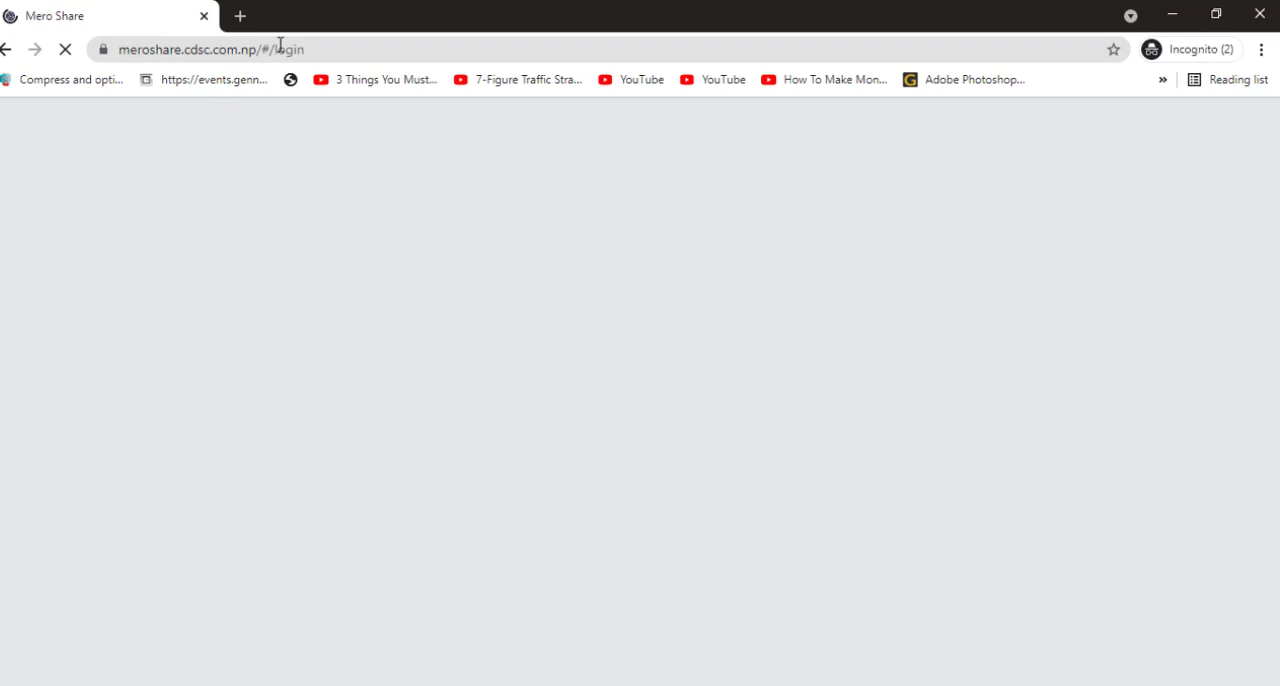 Mero Share
meroshare.cdsc.com.np/#/login
Incognito (2)
Compress and opti... https://events.genn... 3 Things You Must... 7-Figure Traffic Stra... YouTube YouTube How To Make Mon... Adobe Photoshop... » Reading list